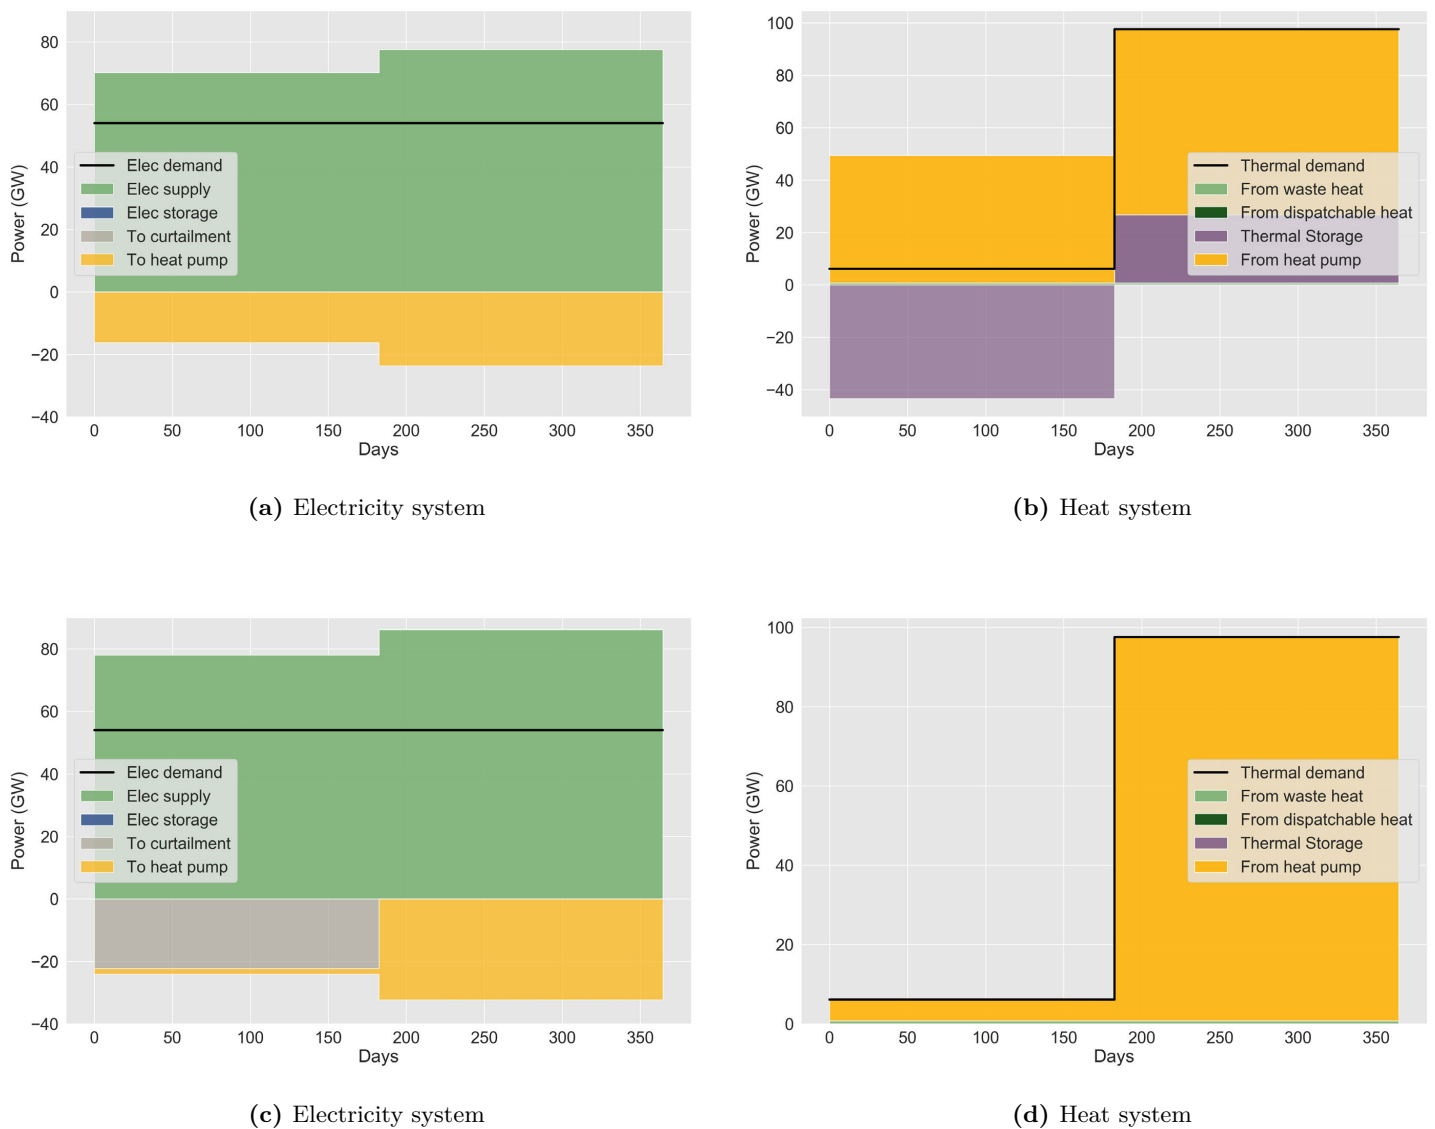 80
60
40
20
0
−20
−40
Power (GW)
Elec demand
Elec supply
Elec storage
To curtailment
To heat pump
0 50 100 150 200 250 300 350
Days
(a) Electricity system
100
80
60
40
20
0
−20
−40
Power (GW)
Thermal demand
From waste heat
From dispatchable heat
Thermal Storage
From heat pump
0 50 100 150 200 250 300 350
Days
(b) Heat system
80
60
40
20
0
−20
−40
Power (GW)
Elec demand
Elec supply
Elec storage
To curtailment
To heat pump
0 50 100 150 200 250 300 350
Days
(c) Electricity system
100
80
60
40
20
0
Power (GW)
Thermal demand
From waste heat
From dispatchable heat
Thermal Storage
From heat pump
0 50 100 150 200 250 300 350
Days
(d) Heat system